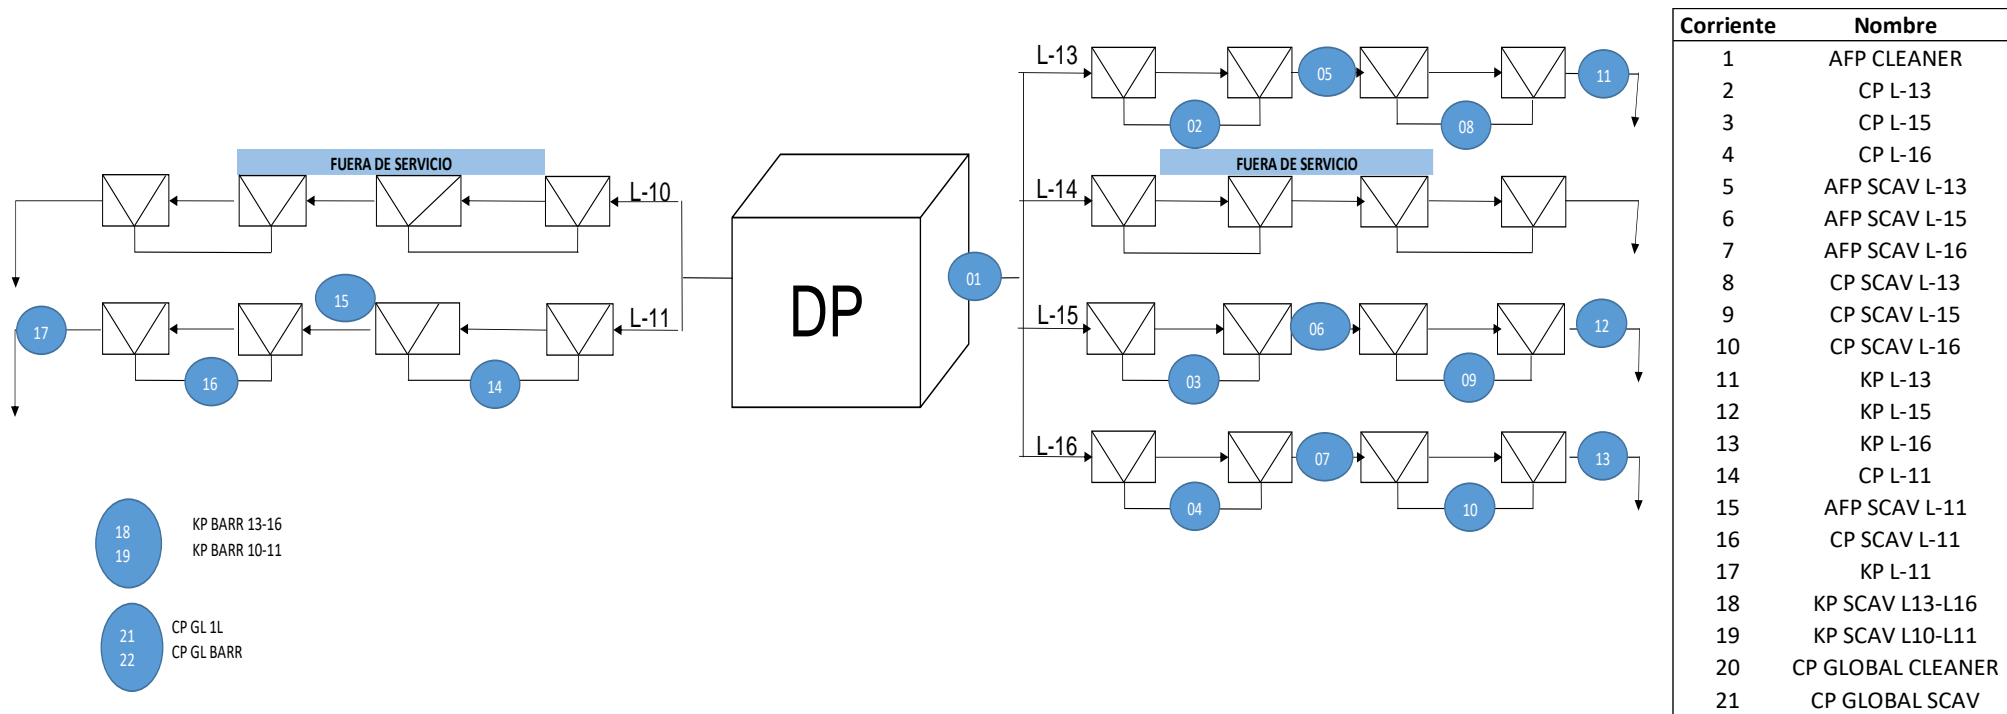 L-13
05
11
02
08
FUERA DE SERVICIO
FUERA DE SERVICIO
L-10
L-14
DP
01
15
17
L-11
16
14
L-15
06
12
03
09
L-16
07
13
04
10
18
19
KP BARR 13-16
KP BARR 10-11
21
22
CP GL 1L
CP GL BARR
Corriente Nombre
1 AFP CLEANER
2 CP L-13
3 CP L-15
4 CP L-16
5 AFP SCAV L-13
6 AFP SCAV L-15
7 AFP SCAV L-16
8 CP SCAV L-13
9 CP SCAV L-15
10 CP SCAV L-16
11 KP L-13
12 KP L-15
13 KP L-16
14 CP L-11
15 AFP SCAV L-11
16 CP SCAV L-11
17 KP L-11
18 KP SCAV L13-L16
19 KP SCAV L10-L11
20 CP GLOBAL CLEANER
21 CP GLOBAL SCAV